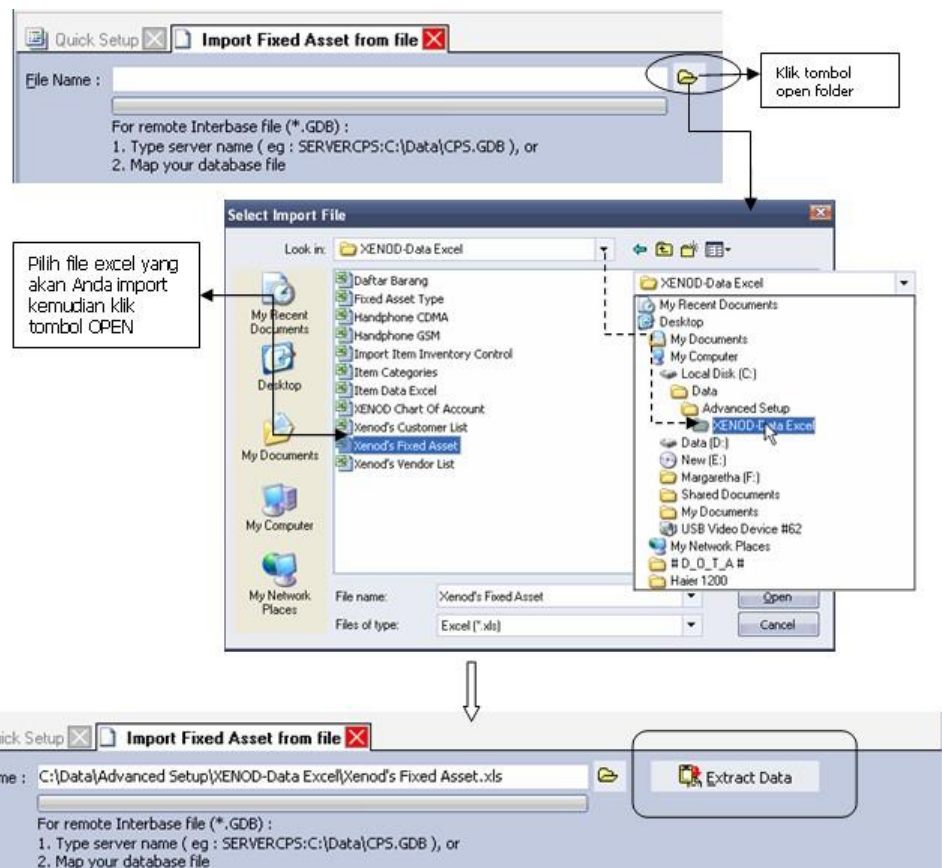 Quick Setup
Import Fixed Asset from file
File Name :
For remote Interbase file (*.GDB) :
1. Type server name ( eg : SERVERCPS:C:\Data\CPS.GDB ), or
2. Map your database file
Klik tombol
open folder
Select Import File
Look in:
XENOD-Data Excel
Pilih file excel yang
akan Anda import
kemudian klik
tombol OPEN
My Recent
Documents
Desktop
My Documents
My Computer
My Network
Places
Daftar Barang
Fixed Asset Type
Handphone CDMA
Handphone GSM
Import Item Inventory Control
Item Categories
Item Data Excel
XENOD Chart Of Account
Xenod's Customer List
Xenod's Fixed Asset
Xenod's Vendor List
XENOD-Data Excel
My Recent Documents
Desktop
My Documents
My Computer
Local Disk (C:)
Data
Advanced Setup
XENOD-Data Excel
Data (D:)
New (E:)
Margaretha (F:)
Shared Documents
My Documents
USB Video Device #62
My Network Places
# D_O_T_A #
Haier 1200
File name:
Xenod's Fixed Asset
Open
Files of type:
Excel (*.xls)
Cancel
ick Setup
Import Fixed Asset from file
me :
C:\Data\Advanced Setup\XENOD-Data Excel\Xenod's Fixed Asset.xls
Extract Data
For remote Interbase file (*.GDB) :
1. Type server name ( eg : SERVERCPS:C:\Data\CPS.GDB ), or
2. Map your database file